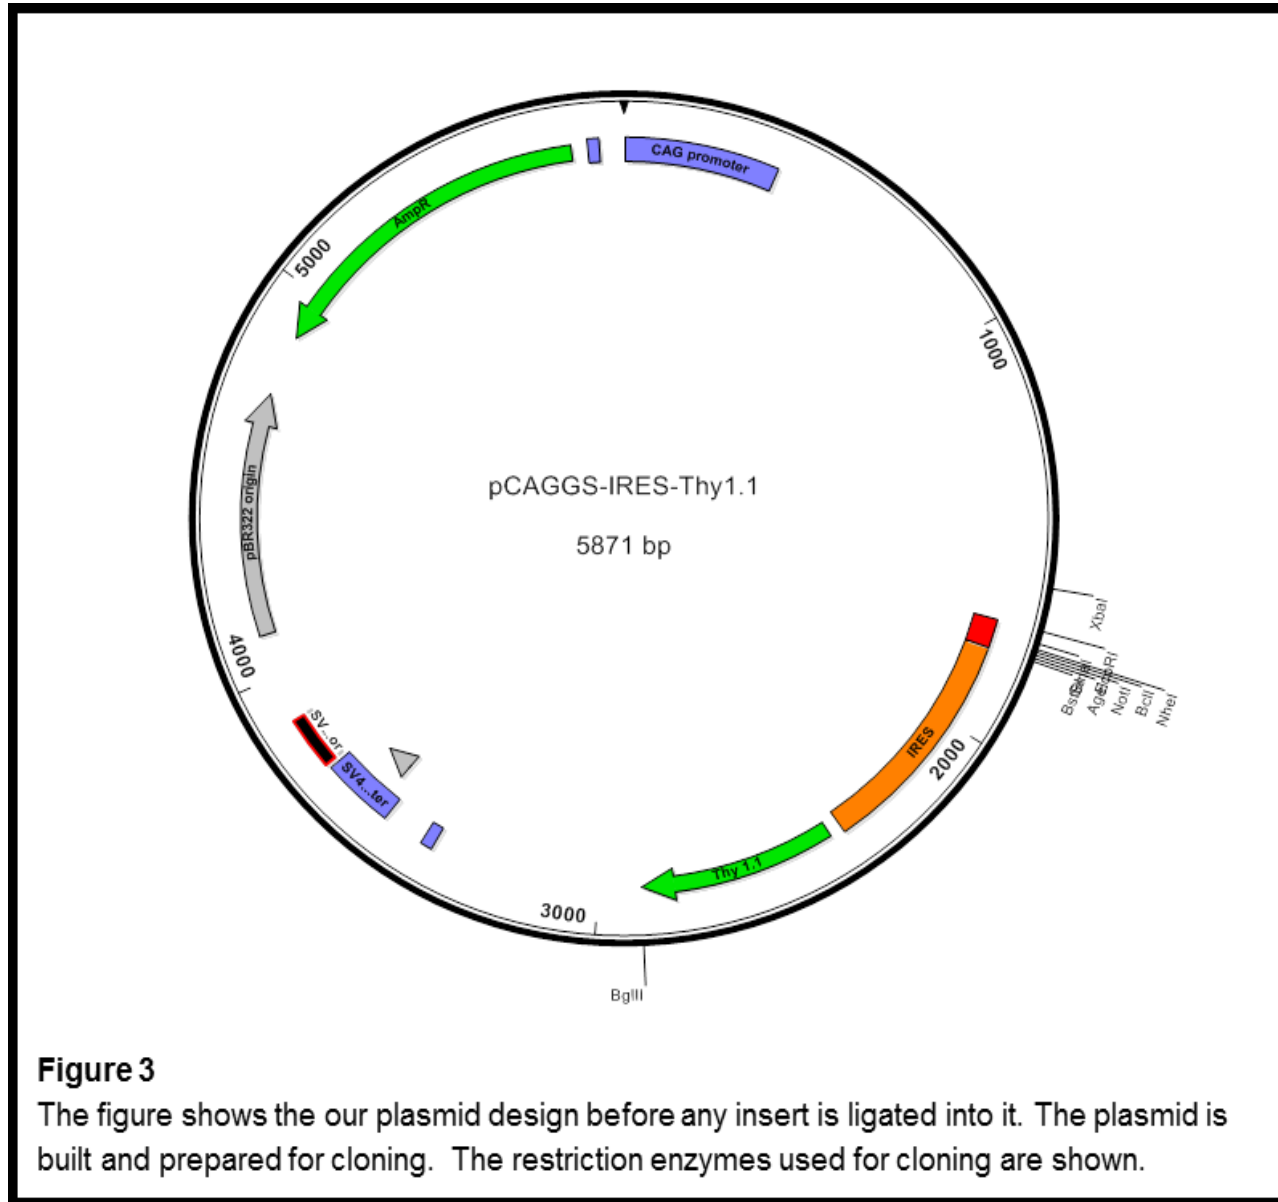 CAG promoter
AmpR
5000
1000
pBR322 origin
pCAGGS-IRES-Thy1.1
5871 bp
XbaI
EcoRI
AgeI
NotI
BclI
NheI
4000
SV...or
SV4...ter
IRES
2000
Thy 1.1
3000
BglII
Figure 3
The figure shows the our plasmid design before any insert is ligated into it. The plasmid is
built and prepared for cloning. The restriction enzymes used for cloning are shown.